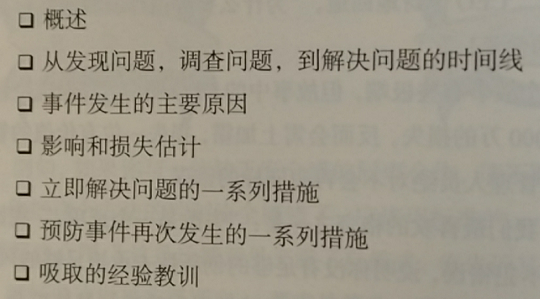 ❑ 概述
❑ 从发现问题，调查问题，到解决问题的时间线
❑ 事件发生的主要原因
❑ 影响和损失估计
❑ 立即解决问题的一系列措施
❑ 预防事件再次发生的一系列措施
❑ 吸取的经验教训